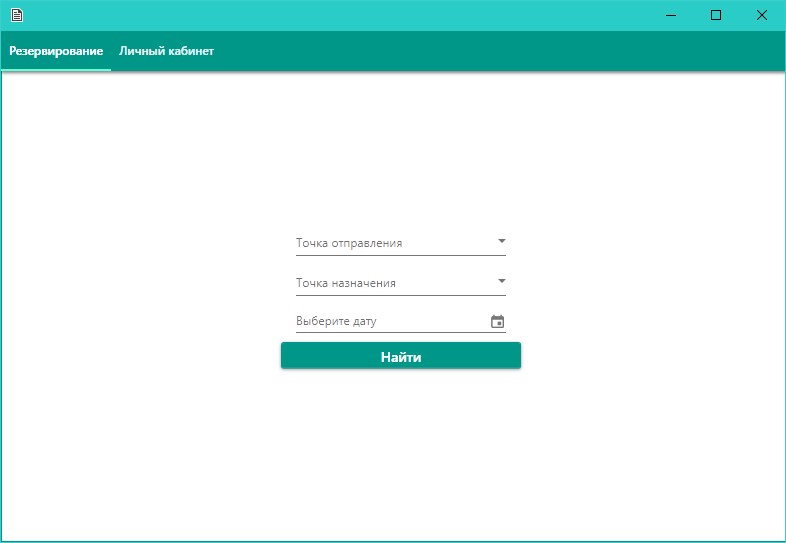 Резервирование Личный кабинет
Точка отправления
Точка назначения
Выберите дату
Найти